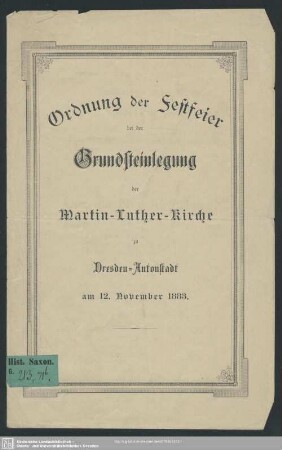 Ordnung der Festfeier
bei der
Grundsteinlegung
der
Martin-Luther-Kirche
zu
Dresden-Antonstadt
am 12. November 1883.
Hist. Saxon.